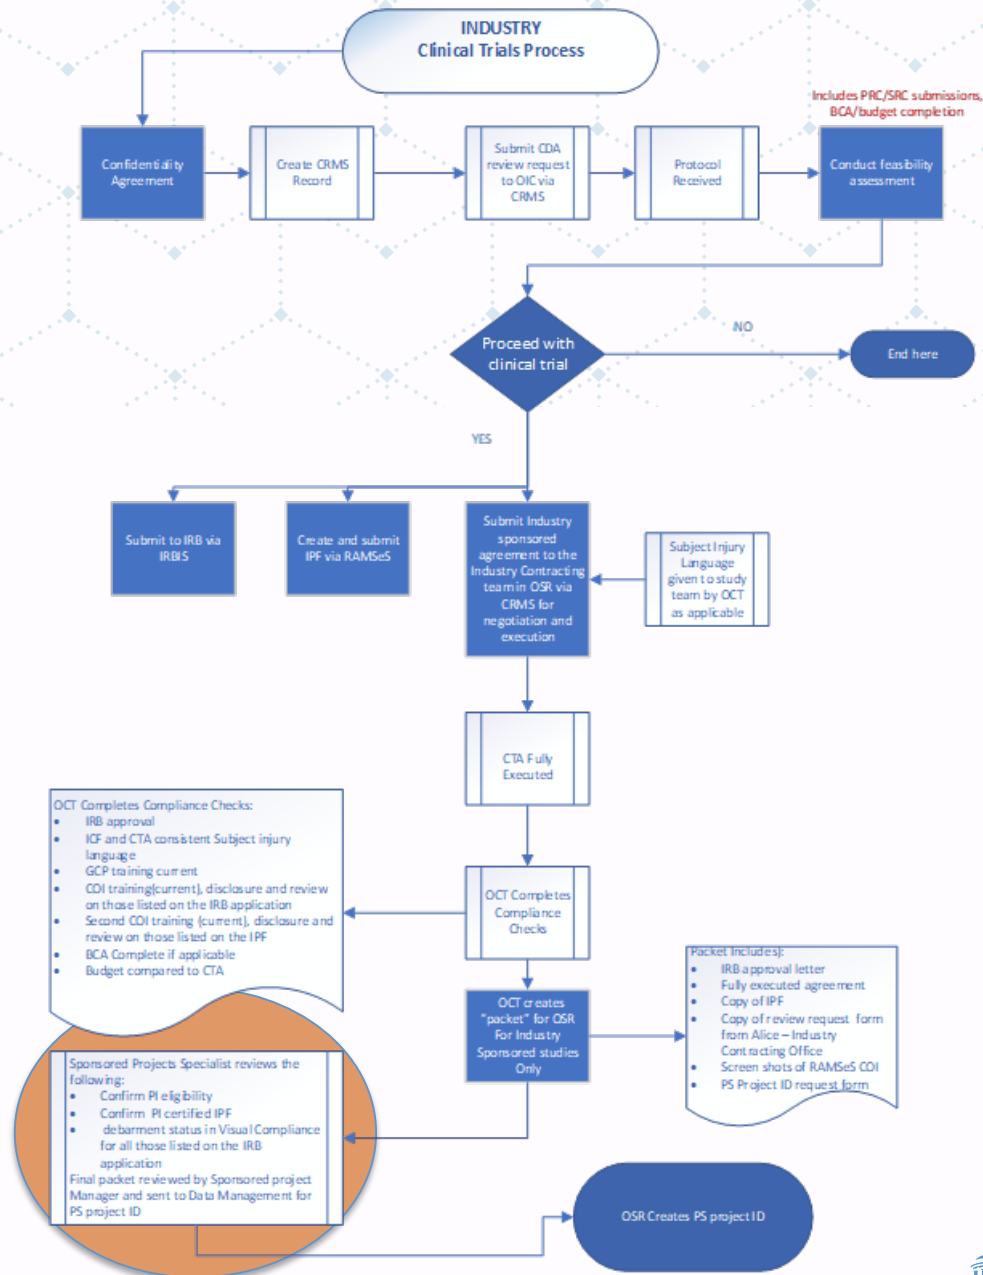 INDUSTRY
Clinical Trials Process
Includes PRC/SRC submissions,
BCA/budget completion
Confidentiality
Agreement
Create CRMS
Record
Submit CDA
review request
to OIC via
CRMS
Protocol
Received
Conduct feasibility
assessment
Proceed with
clinical trial
NO
End here
YES
Submit to IRB via
IRBIS
Create and submit
IPF via RAMSeS
Submit Industry
sponsored
agreement to the
Industry Contracting
team in OSR via
CRMS for
negotiation and
execution
Subject Injury
Language
given to study
team by OCT
as applicable
CTA Fully
Executed
OCT Completes Compliance Checks:
• IRB approval
• ICF and CTA consistent Subject injury
language
• GCP training current
• COI training(current), disclosure and review
on those listed on the IRB application
• Second COI training (current), disclosure and
review on those listed on the IPF
• BCA Complete if applicable
• Budget compared to CTA
OCT Completes
Compliance
Checks
OCT creates
"packet" for OSR
For Industry
Sponsored studies
Only
Packet Includes):
• IRB approval letter
• Fully executed agreement
• Copy of IPF
• Copy of review request form
from Alice – Industry
Contracting Office
• Screen shots of RAMSeS COI
• PS Project ID request form
Sponsored Projects Specialist reviews the
following:
• Confirm PI eligibility
• Confirm PI certified IPF
• debarment status in Visual Compliance
for all those listed on the IRB
application
Final packet reviewed by Sponsored project
Manager and sent to Data Management for
PS project ID
OSR Creates PS project ID